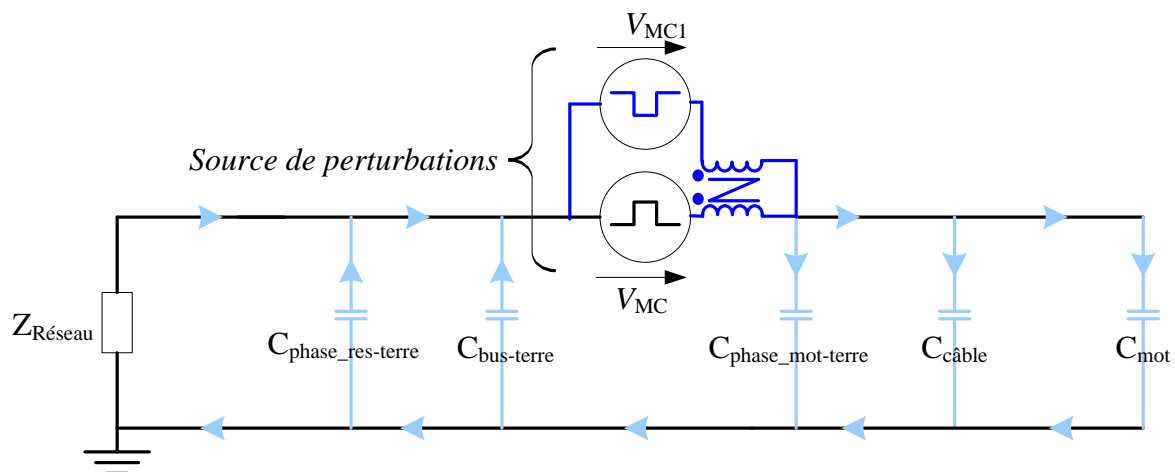 V_MC1
Source de perturbations
V_MC
Z_Réseau
C_phase_res-terre
C_bus-terre
C_phase_mot-terre
C_câble
C_mot